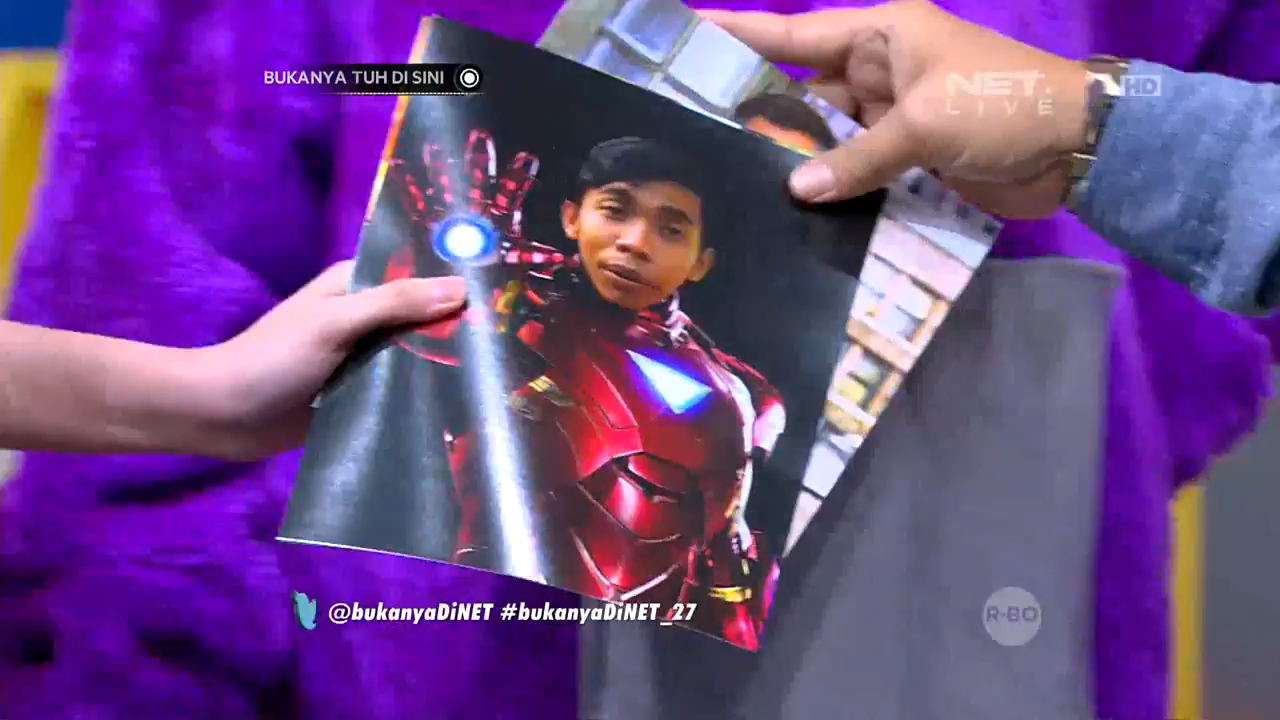 BUKANYA TUH DI SINI
NET. HD
LIVE
@bukanyaDiNET #bukanyaDiNET_27
R-BO